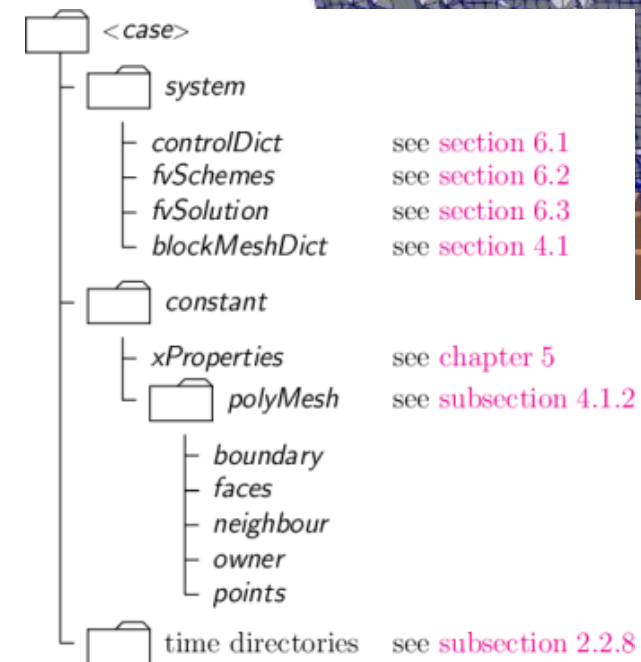 <case>
system
controlDict see section 6.1
fvSchemes see section 6.2
fvSolution see section 6.3
blockMeshDict see section 4.1
constant
xProperties see chapter 5
polyMesh see subsection 4.1.2
boundary
faces
neighbour
owner
points
time directories see subsection 2.2.8